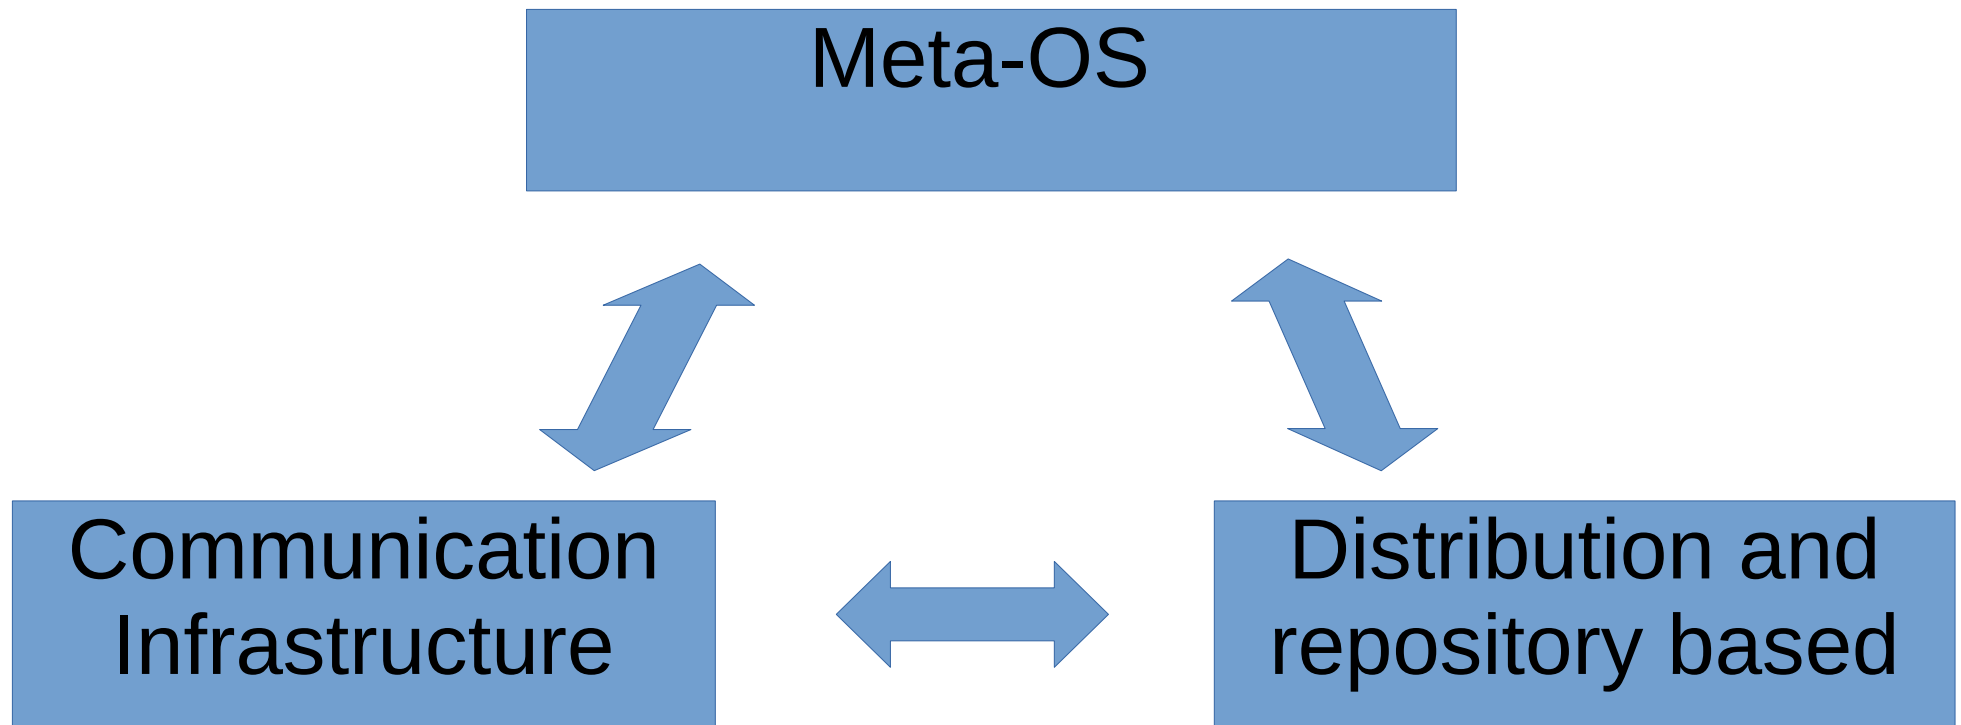 Meta-OS
Communication
Infrastructure
Distribution and
repository based